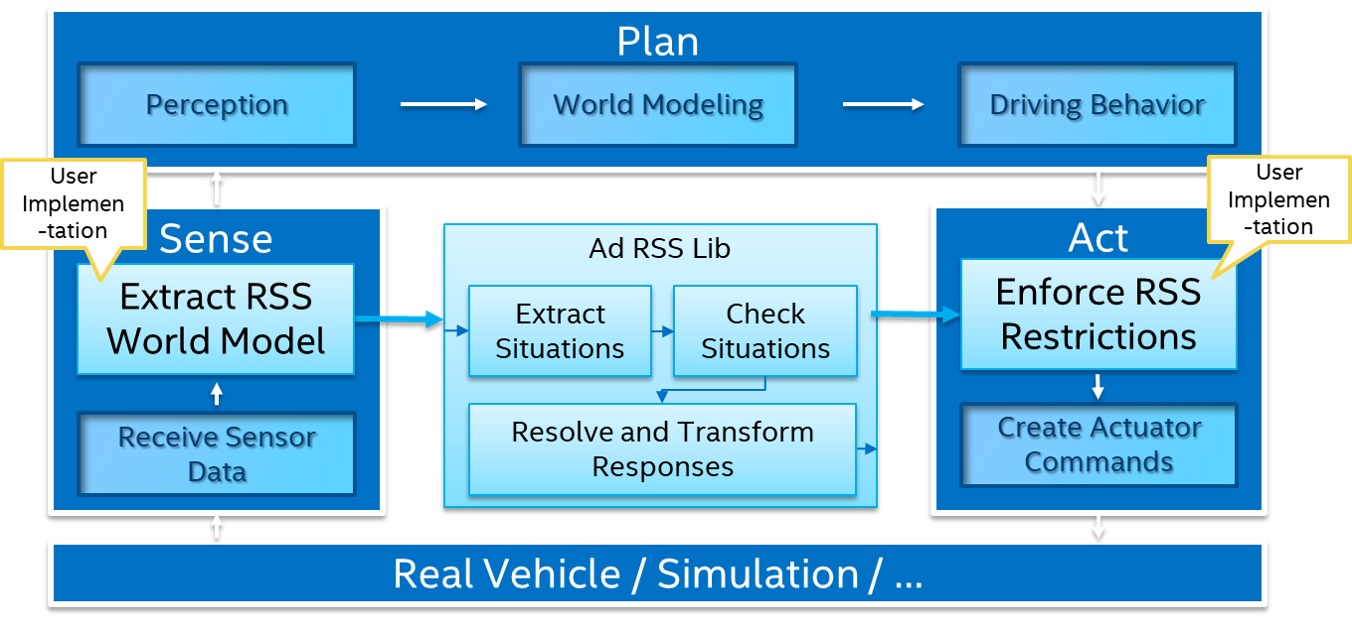 Plan
Perception
World Modeling
Driving Behavior
User
Implemen
-tation
Sense
Extract RSS
World Model
Receive Sensor
Data
Ad RSS Lib
Extract
Situations
Check
Situations
Resolve and Transform
Responses
User
Implemen
-tation
Act
Enforce RSS
Restrictions
Create Actuator
Commands
Real Vehicle / Simulation / ...